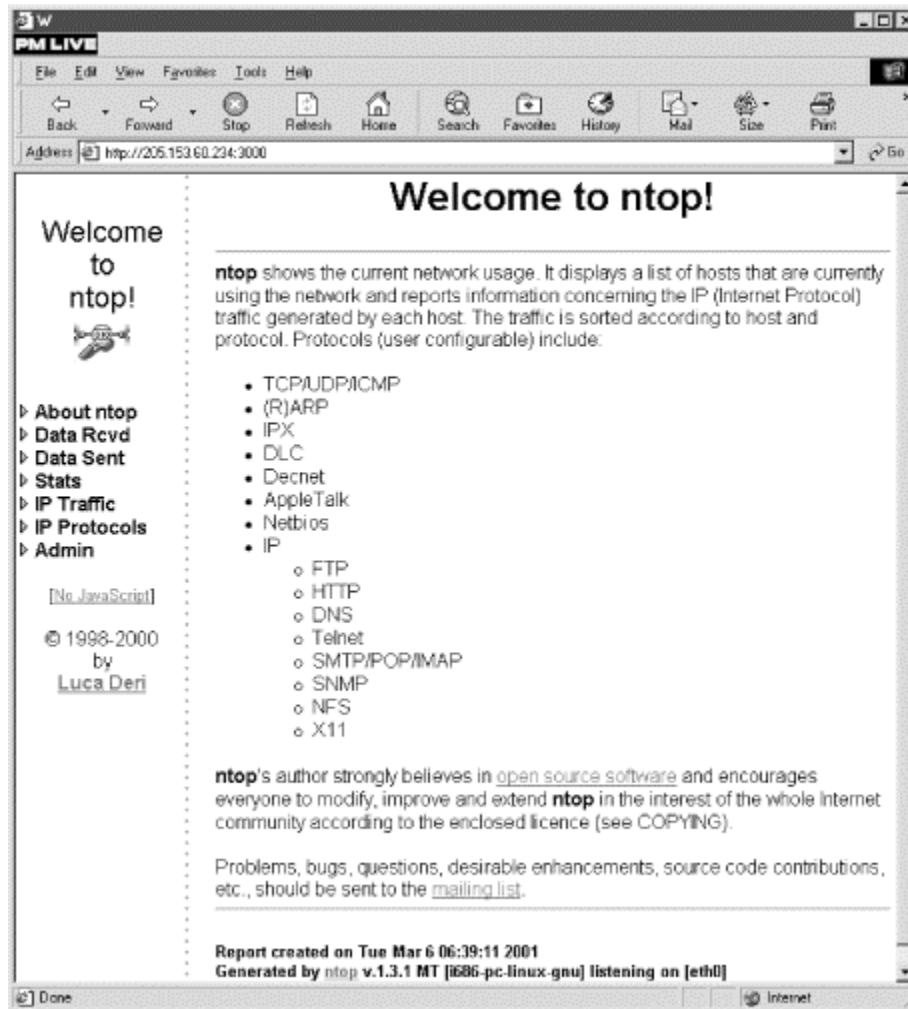 W
PM LIVE
File Edit View Favorites Tools Help
Back Forward Stop Refresh Home Search Favorites History Mail Size Print
Address http://205.153.60.234:3000 Go
Welcome
to
ntop!
About ntop
Data Rcvd
Data Sent
Stats
IP Traffic
IP Protocols
Admin
[No JavaScript]
© 1998-2000
by
Luca Deri
Welcome to ntop!
ntop shows the current network usage. It displays a list of hosts that are currently
using the network and reports information concerning the IP (Internet Protocol)
traffic generated by each host. The traffic is sorted according to host and
protocol. Protocols (user configurable) include:
TCP/UDP/ICMP
(R)ARP
IPX
DLC
Decnet
AppleTalk
Netbios
IP
FTP
HTTP
DNS
Telnet
SMTP/POP/IMAP
SNMP
NFS
X11
ntop's author strongly believes in open source software and encourages
everyone to modify, improve and extend ntop in the interest of the whole Internet
community according to the enclosed licence (see COPYING).
Problems, bugs, questions, desirable enhancements, source code contributions,
etc., should be sent to the mailing list.
Report created on Tue Mar 6 06:39:11 2001
Generated by ntop v.1.3.1 MT [i686-pc-linux-gnu] listening on [eth0]
Done Internet